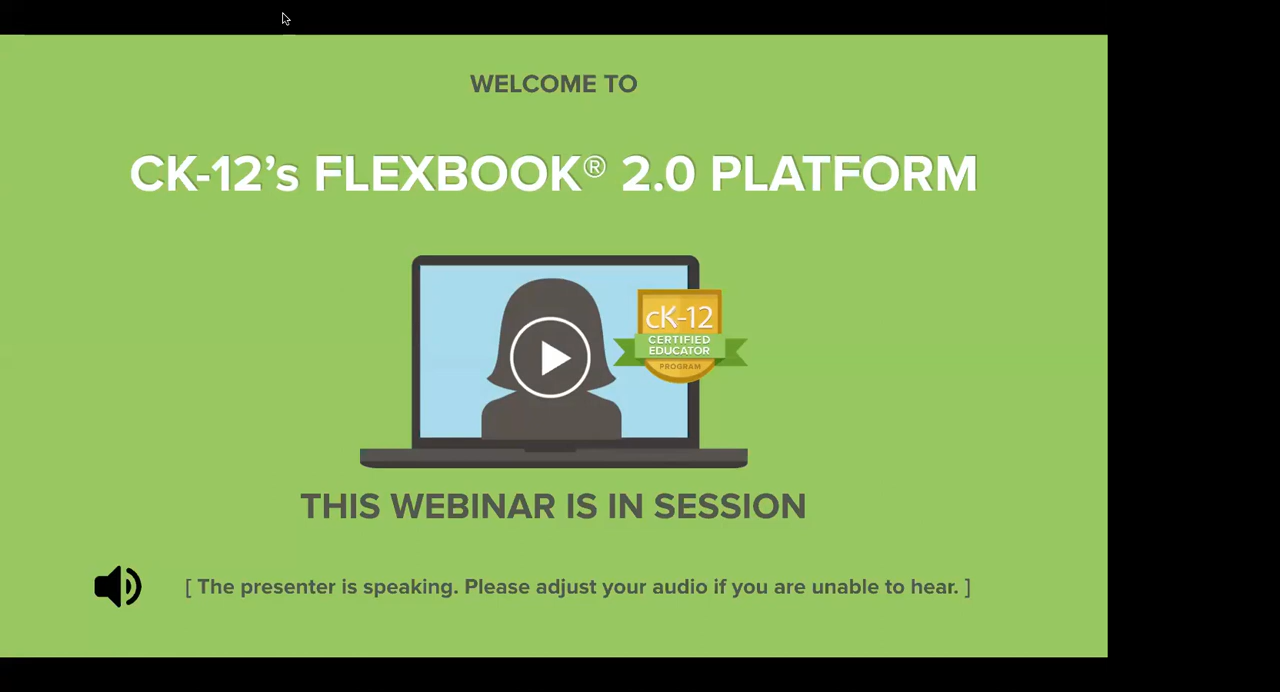 WELCOME TO
CK-12’s FLEXBOOK® 2.0 PLATFORM
cK-12
CERTIFIED
EDUCATOR
PROGRAM
THIS WEBINAR IS IN SESSION
[ The presenter is speaking. Please adjust your audio if you are unable to hear. ]